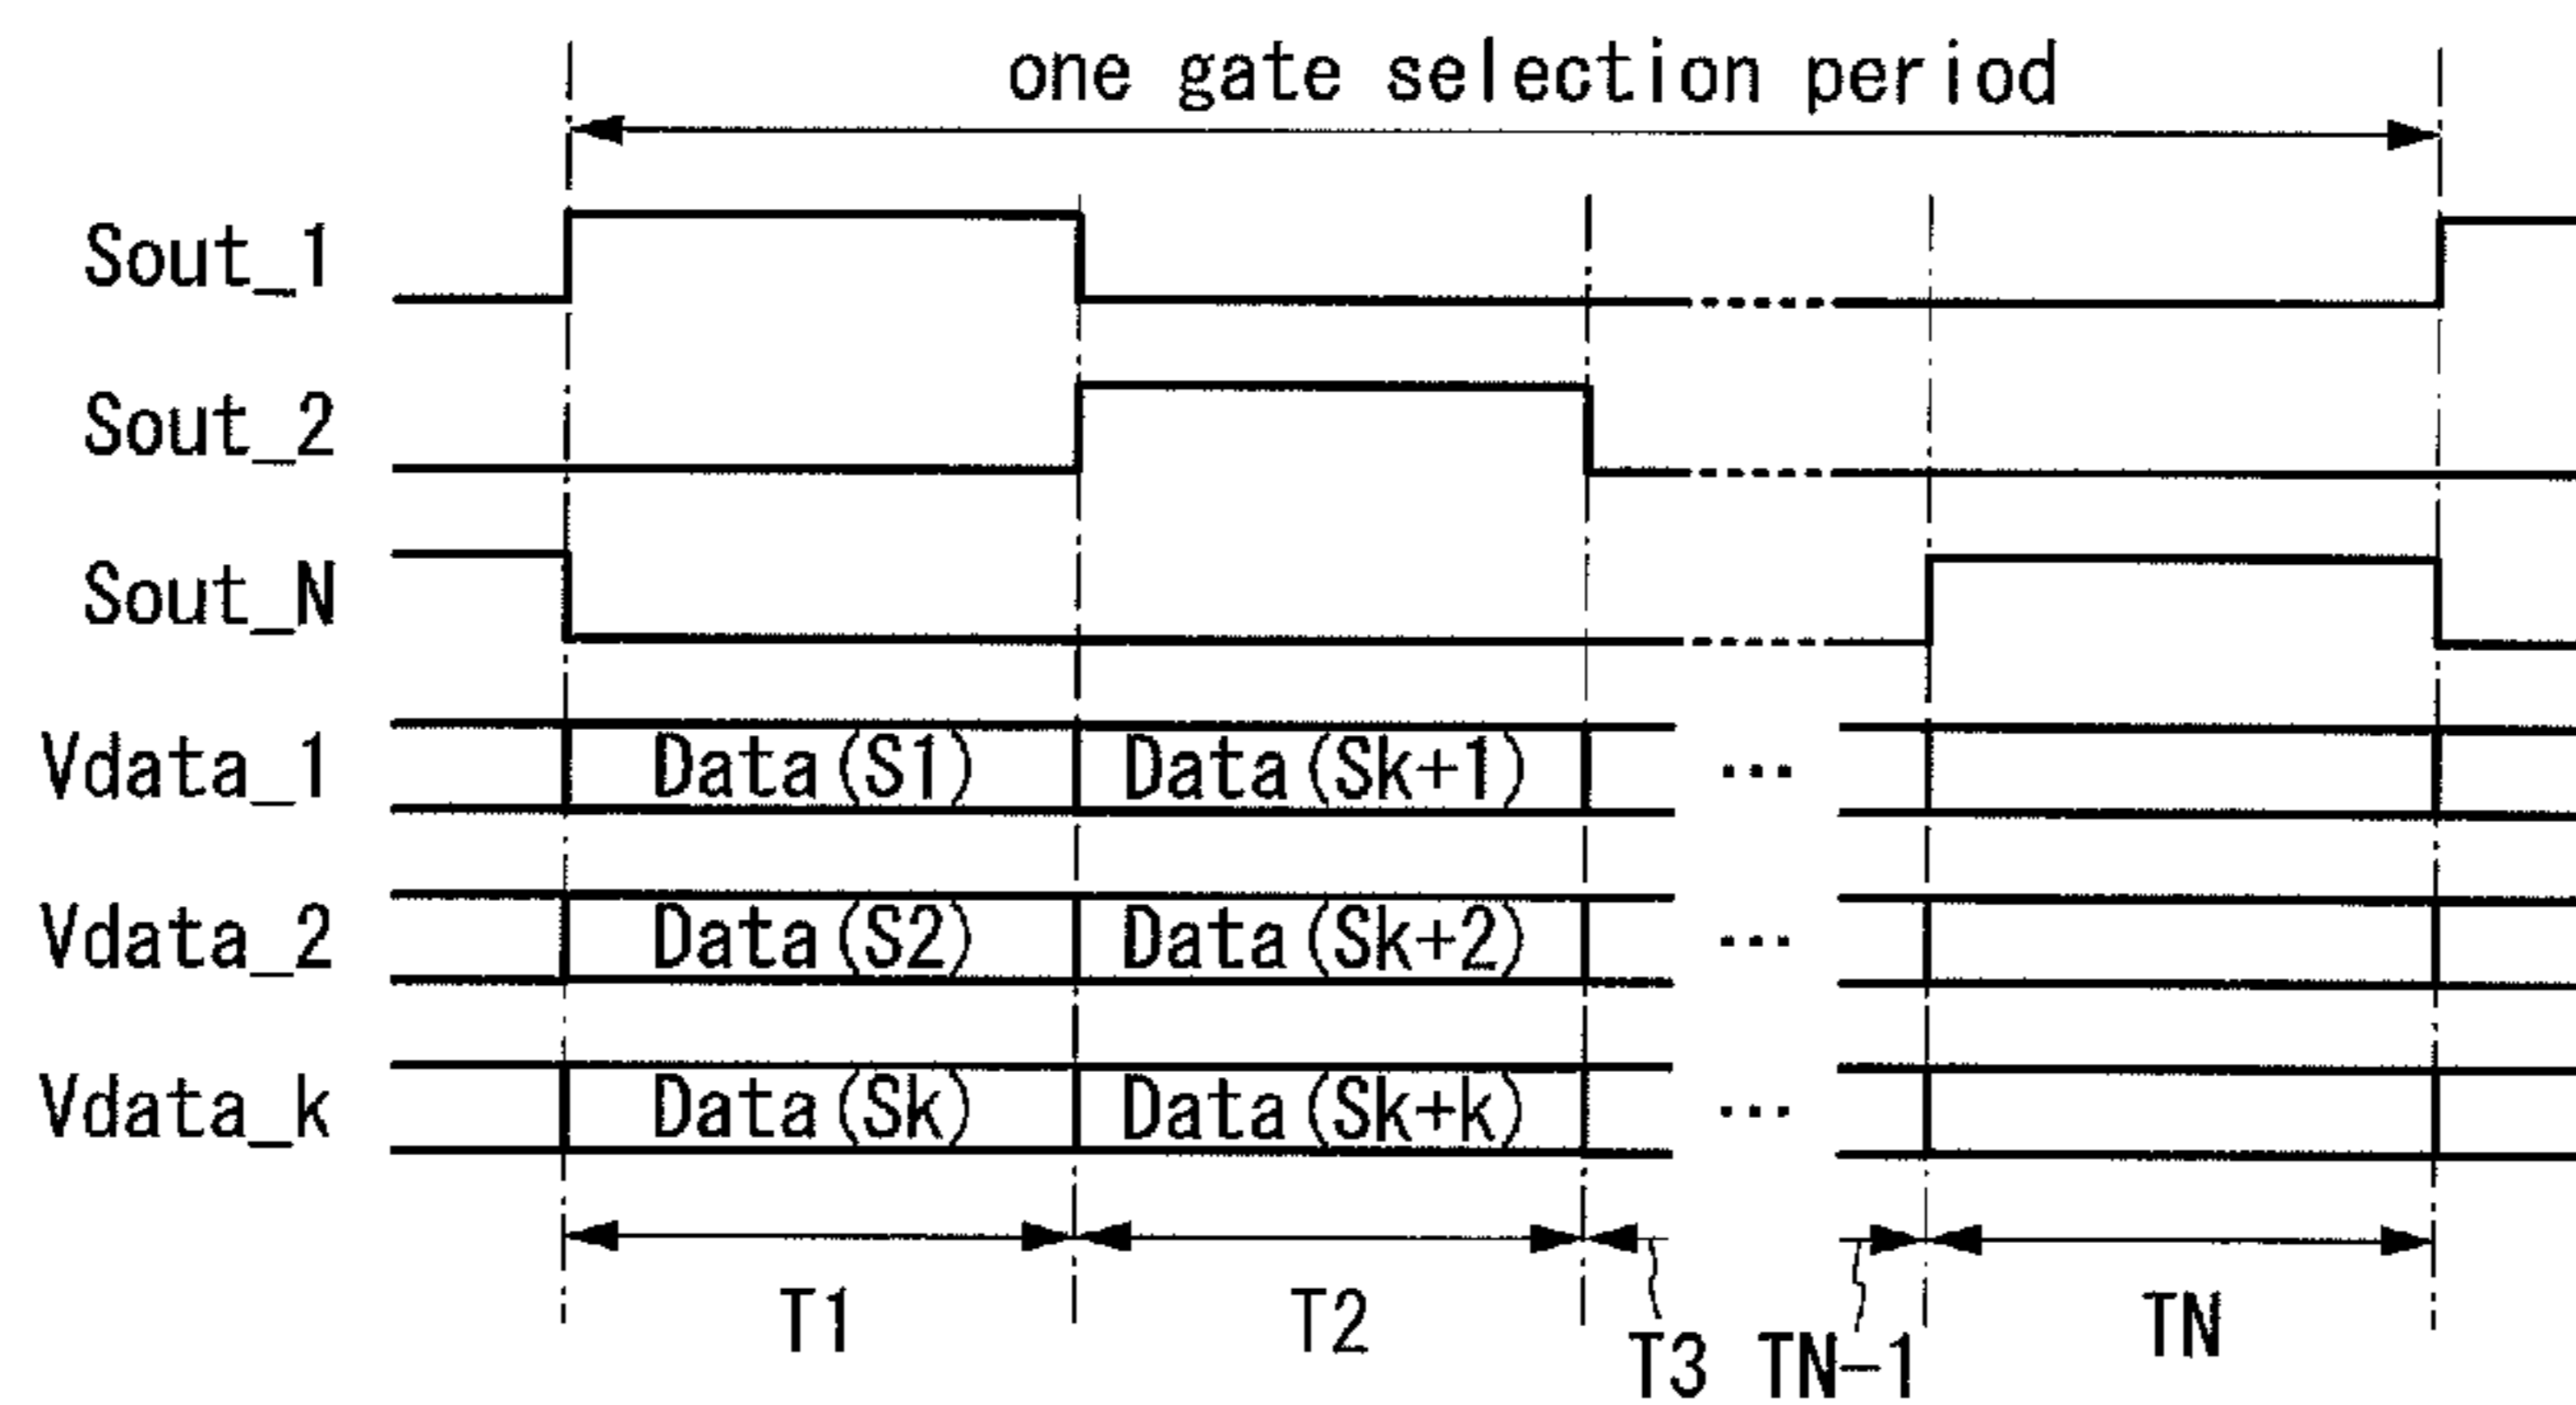 one gate selection period
Sout_1
Sout_2
Sout_N
Vdata_1 Data(S1) Data(Sk+1) ...
Vdata_2 Data(S2) Data(Sk+2) ...
Vdata_k Data(Sk) Data(Sk+k) ...
T1 T2 T3 TN-1 TN